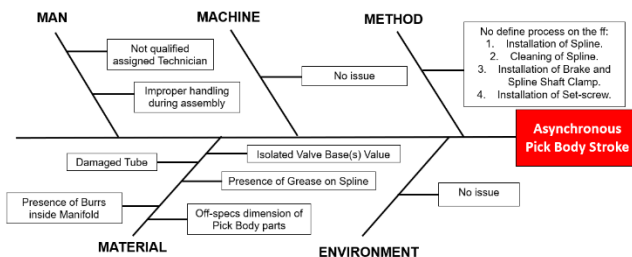 MAN
MACHINE
METHOD
Not qualified
assigned Technician
Improper handling
during assembly
No issue
No define process on the ff:
1. Installation of Spline.
2. Cleaning of Spline.
3. Installation of Brake and
Spline Shaft Clamp.
4. Installation of Set-screw.
Asynchronous
Pick Body Stroke
Damaged Tube
Isolated Valve Base(s) Value
Presence of Grease on Spline
Presence of Burrs
inside Manifold
Off-specs dimension of
Pick Body parts
No issue
MATERIAL
ENVIRONMENT